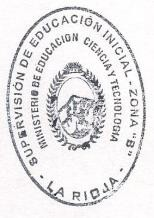 SUPERVISIÓN DE EDUCACIÓN INICIAL - ZONA "B"
MINISTERIO DE EDUCACION CIENCIA Y TECNOLOGIA
- LA RIOJA -